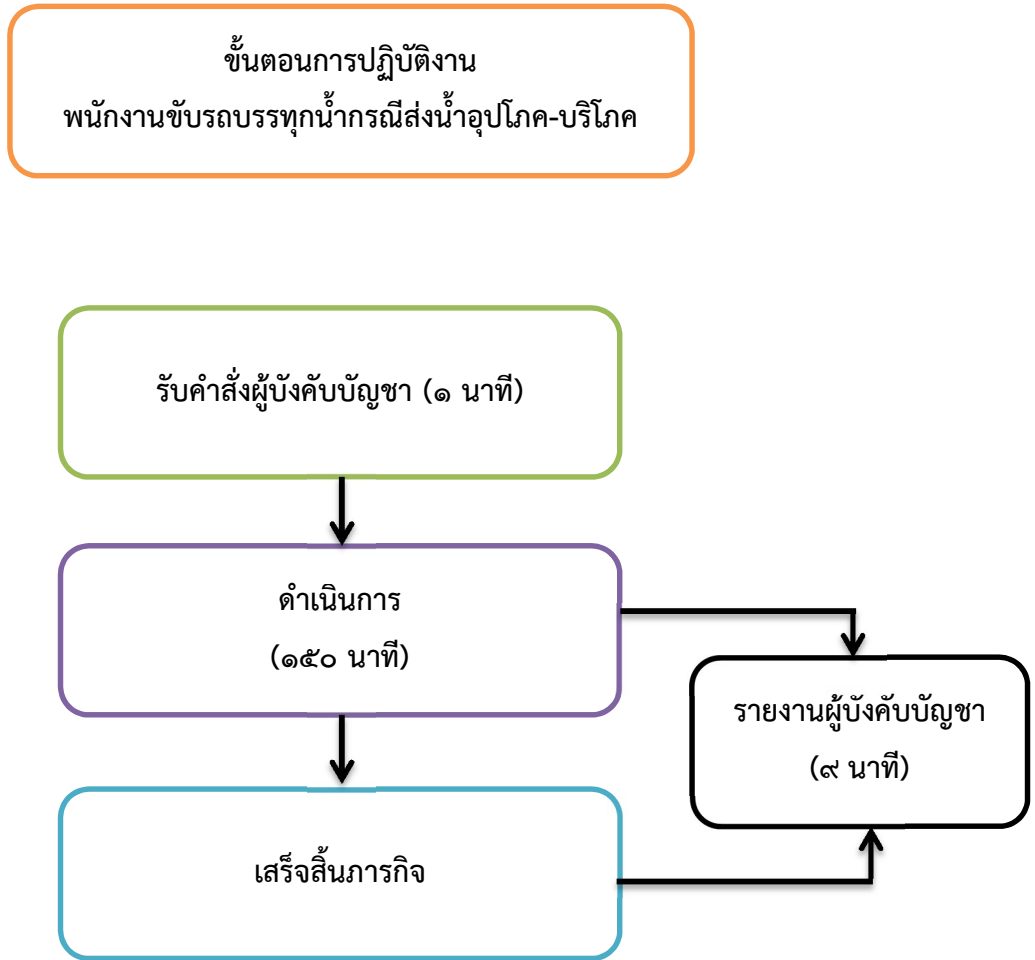 ขั้นตอนการปฏิบัติงาน
พนักงานขับรถบรรทุกน้ำกรณีส่งน้ำอุปโภค-บริโภค
รับคำสั่งผู้บังคับบัญชา (๑ นาที)
ดำเนินการ
(๑๕๐ นาที)
รายงานผู้บังคับบัญชา
(๙ นาที)
เสร็จสิ้นภารกิจ